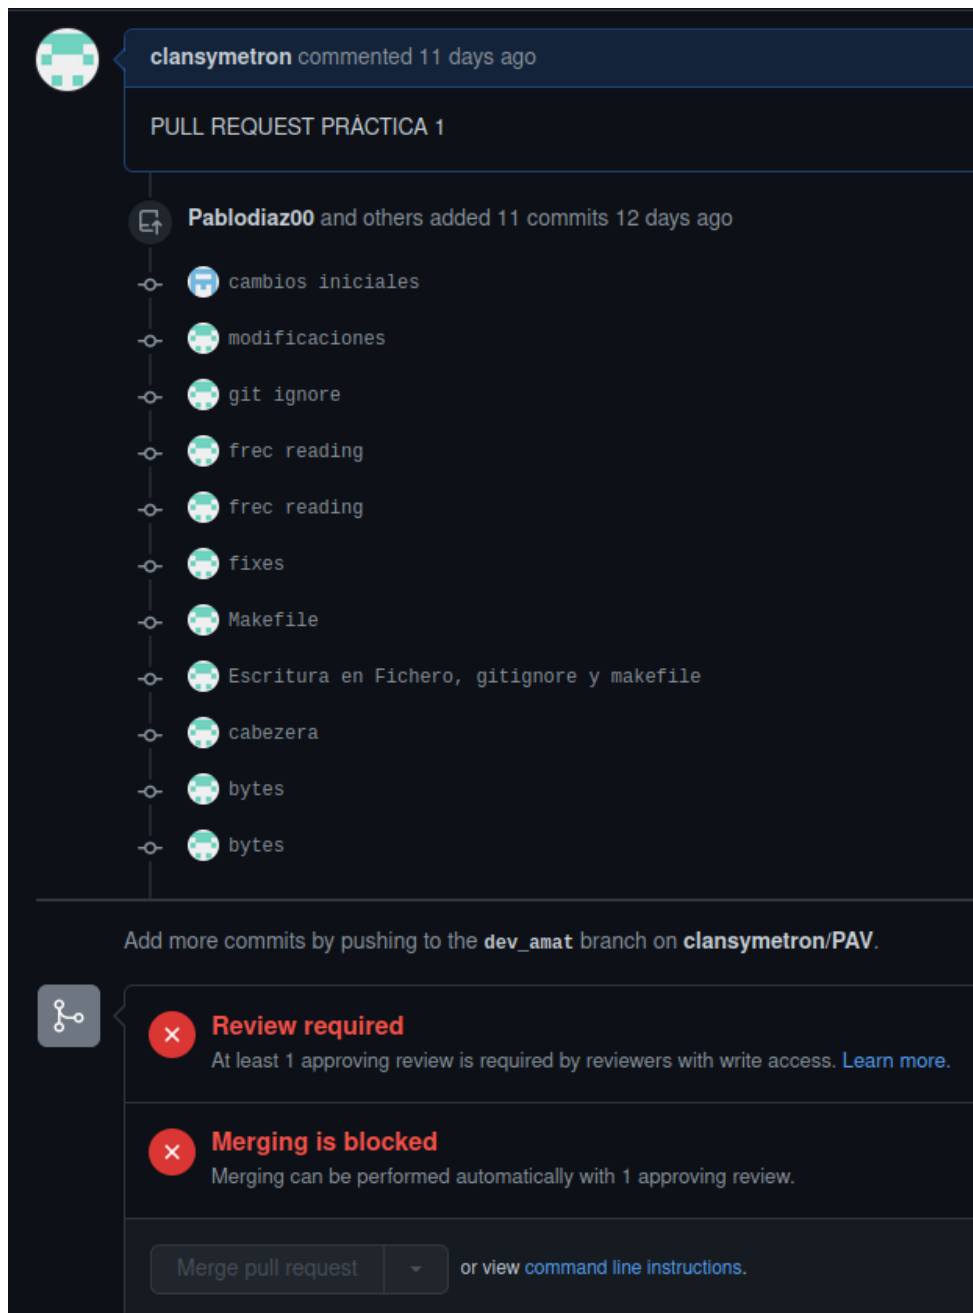 clansymetron commented 11 days ago
PULL REQUEST PRÁCTICA 1
Pablodiaz00 and others added 11 commits 12 days ago
cambios iniciales
modificaciones
git ignore
frec reading
frec reading
fixes
Makefile
Escritura en Fichero, gitignore y makefile
cabezera
bytes
bytes
Add more commits by pushing to the dev_amat branch on clansymetron/PAV.
Review required
At least 1 approving review is required by reviewers with write access. Learn more.
Merging is blocked
Merging can be performed automatically with 1 approving review.
Merge pull request or view command line instructions.